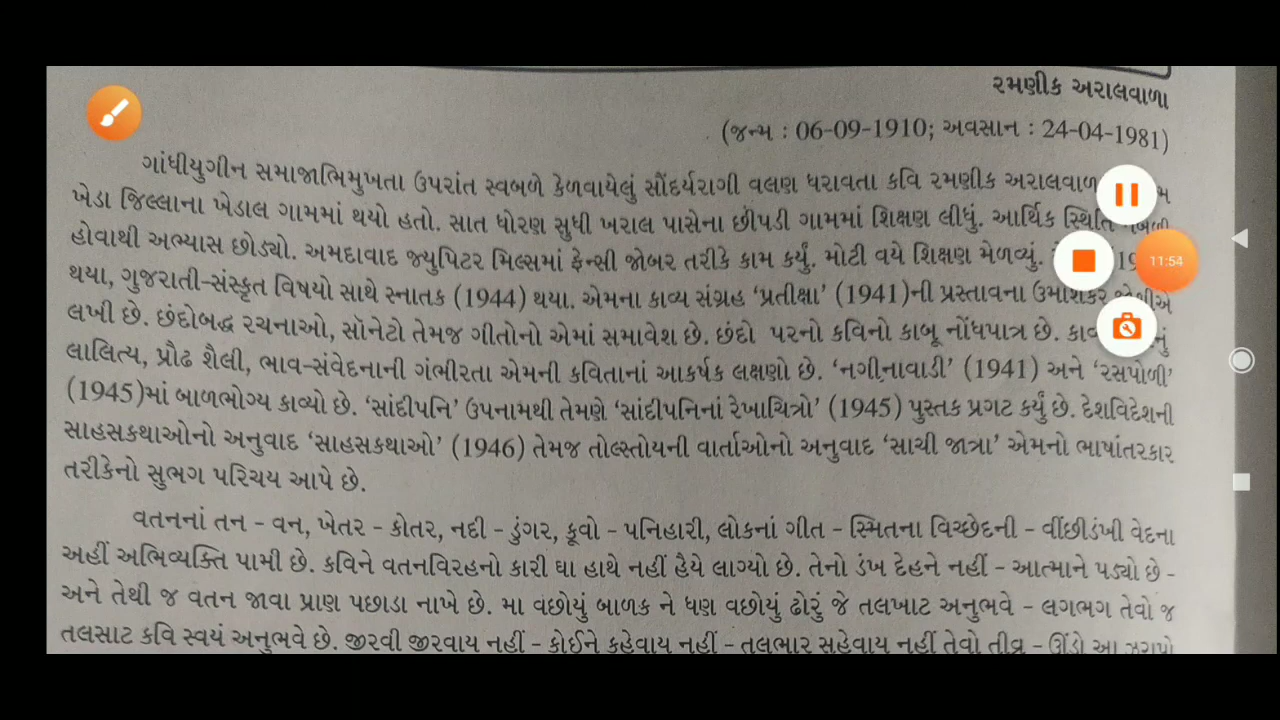 રમણીક અરાલવાળા
(જન્મ : 06-09-1910; અવસાન : 24-04-1981)
ગાંધીયુગીન સમાજાભિમુખતા ઉપરાંત સ્વબળે કેળવાયેલું સૌંદર્યરાગી વલણ ધરાવતા કવિ રમણીક
ખેડા જિલ્લાના ખેડાલ ગામમાં થયો હતો. સાત ધોરણ સુધી ખરાલ પાસેના છીપડી ગામમાં શિક્ષણ લીધું. આર્થિક સ્થિતિ
હોવાથી અભ્યાસ છોડ્યો. અમદાવાદ જ્યુપિટર મિલ્સમાં ફેન્સી જોબર તરીકે કામ કર્યું. મોટી વયે શિક્ષણ મેળવ્યું.
થયા, ગુજરાતી-સંસ્કૃત વિષયો સાથે સ્નાતક (1944) થયા. એમના કાવ્ય સંગ્રહ ‘પ્રતીક્ષા’ (1941)ની પ્રસ્તાવના
લખી છે. છંદોબદ્ધ રચનાઓ, સૉનેટો તેમજ ગીતોનો એમાં સમાવેશ છે. છંદો પરનો કવિનો કાબૂ નોંધપાત્ર છે.
લાલિત્ય, પ્રૌઢ શૈલી, ભાવ-સંવેદનાની ગંભીરતા એમની કવિતાનાં આકર્ષક લક્ષણો છે. ‘નગીનાવાડી’ (1941) અને ‘રસપોળી’
(1945)માં બાળભોગ્ય કાવ્યો છે. ‘સાંદીપનિ’ ઉપનામથી તેમણે ‘સાંદીપનિનાં રેખાચિત્રો’ (1945) પુસ્તક પ્રગટ કર્યું છે. દેશવિદેશની
સાહસકથાઓનો અનુવાદ ‘સાહસકથાઓ’ (1946) તેમજ તોલ્સ્તોયની વાર્તાઓનો અનુવાદ ‘સાચી જાત્રા’ એમનો ભાષાંતરકાર
તરીકેનો સુભગ પરિચય આપે છે.
વતનનાં તન - વન, ખેતર - કોતર, નદી - ડુંગર, કૂવો - પનિહારી, લોકનાં ગીત - સ્મિતના વિચ્છેદની - વીંછીડંખી વેદના
અહીં અભિવ્યક્તિ પામી છે. કવિને વતનવિરહનો કારી ઘા હાથે નહીં હૈયે લાગ્યો છે. તેનો ડંખ દેહને નહીં - આત્માને પડ્યો છે -
અને તેથી જ વતન જાવા પ્રાણ પછાડા નાખે છે. મા વછોયું બાળક ને ધણ વછોયું ઢોરું જે તલખાટ અનુભવે - લગભગ તેવો જ
તલસાટ કવિ સ્વયં અનુભવે છે. જીરવી જીરવાય નહીં - કોઈને કહેવાય નહીં - તલભાર સહેવાય નહીં તેવો તીવ્ર - ઊંડો આ ઝુરાપો
11:54